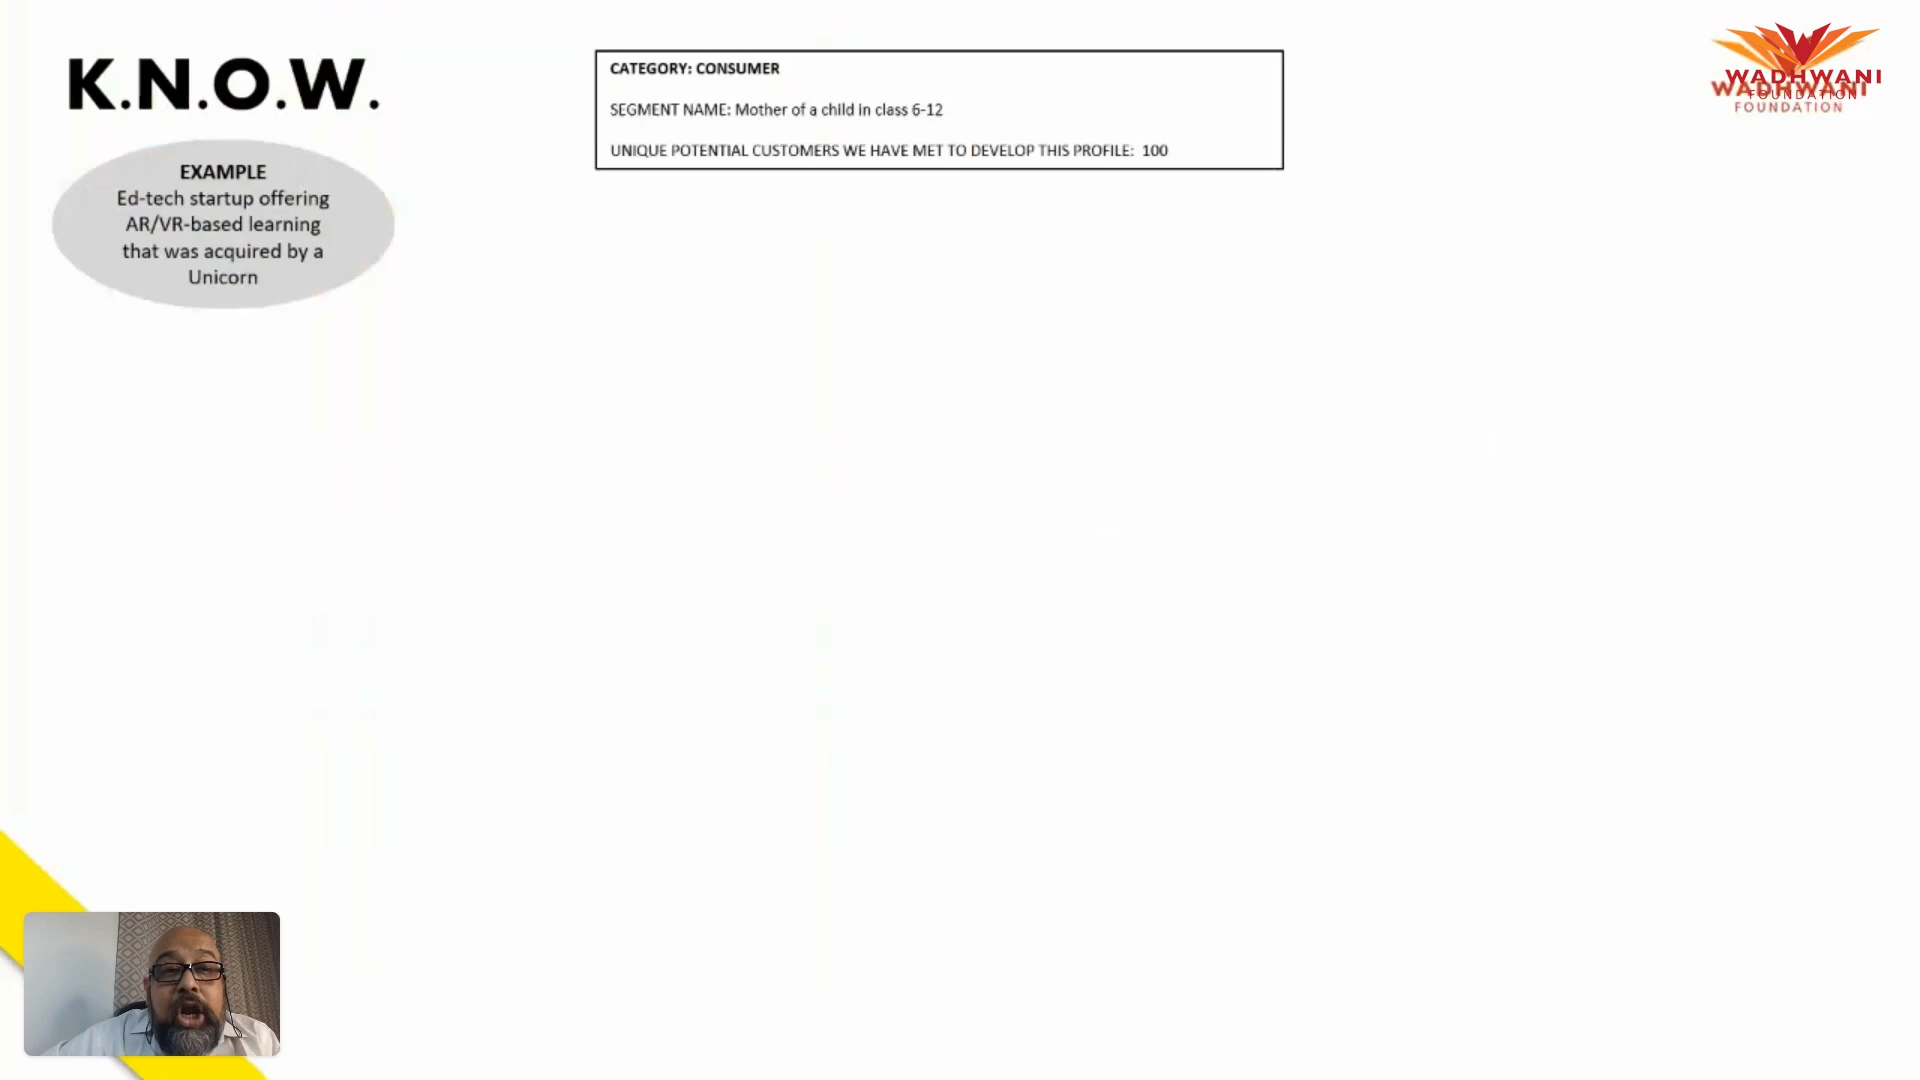 K.N.O.W.
EXAMPLE
Ed-tech startup offering
AR/VR-based learning
that was acquired by a
Unicorn
CATEGORY: CONSUMER
SEGMENT NAME: Mother of a child in class 6-12
UNIQUE POTENTIAL CUSTOMERS WE HAVE MET TO DEVELOP THIS PROFILE: 100
WADHWANI
FOUNDATION
WADHWANI
FOUNDATION